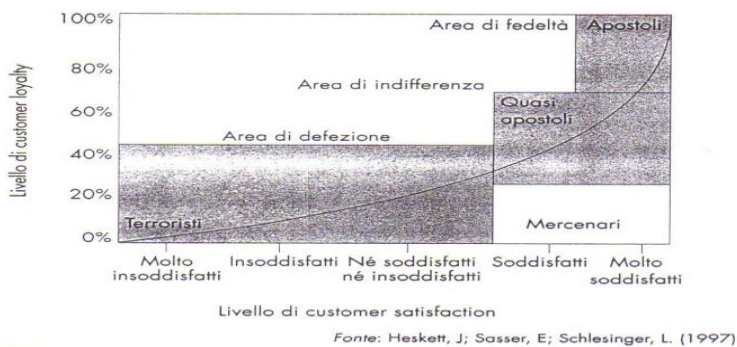 100%
Area di fedeltà
Apostoli
80%
Area di indifferenza
60%
Quasi
apostoli
Area di defezione
40%
20%
Terroristi
Mercenari
0%
Livello di customer loyalty
Molto
insoddisfatti
Insoddisfatti
Né soddisfatti
né insoddisfatti
Soddisfatti
Molto
soddisfatti
Livello di customer satisfaction
Fonte: Heskett, J; Sasser, E; Schlesinger, L. (1997)